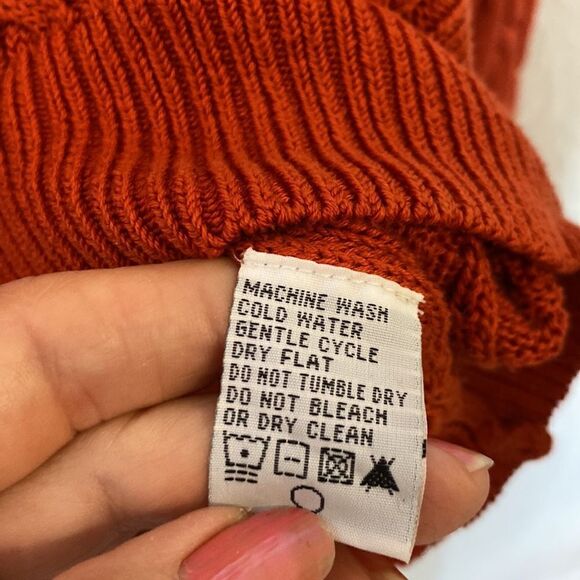 MACHINE WASH
COLD WATER
GENTLE CYCLE
DRY FLAT
DO NOT TUMBLE DRY
DO NOT BLEACH
OR DRY CLEAN